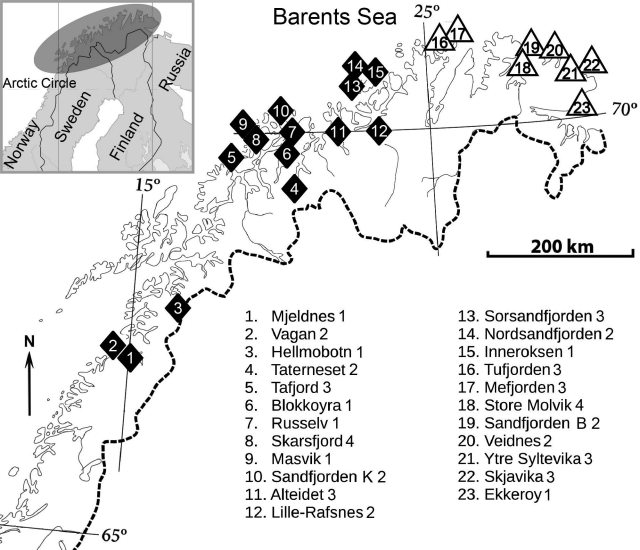 Barents Sea
25º
70º
15º
65º
Arctic Circle
Norway
Sweden
Finland
Russia
16
17
18
19
20
21
22
23
14
15
13
9
10
8
7
11
12
5
6
4
3
2
1
N
200 km
1. Mjeldnes 1
2. Vagan 2
3. Hellmobotn 1
4. Taterneset 2
5. Tafjord 3
6. Blokkoyra 1
7. Russelv 1
8. Skarsfjord 4
9. Masvik 1
10. Sandfjorden K 2
11. Alteidet 3
12. Lille-Rafsnes 2
13. Sorsandfjorden 3
14. Nordsandfjorden 2
15. Inneroksen 1
16. Tufjorden 3
17. Mefjorden 3
18. Store Molvik 4
19. Sandfjorden B 2
20. Veidnes 2
21. Ytre Syltevika 3
22. Skjavika 3
23. Ekkeroy 1